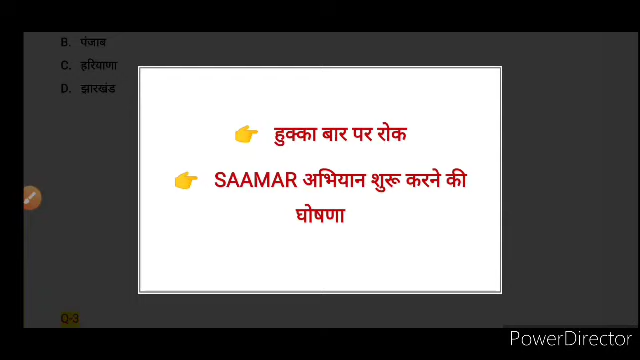 B. पंजाब
C. हरियाणा
D. झारखंड
👉 हुक्का बार पर रोक
👉 SAAMAR अभियान शुरू करने की
घोषणा
Q-3
PowerDirector